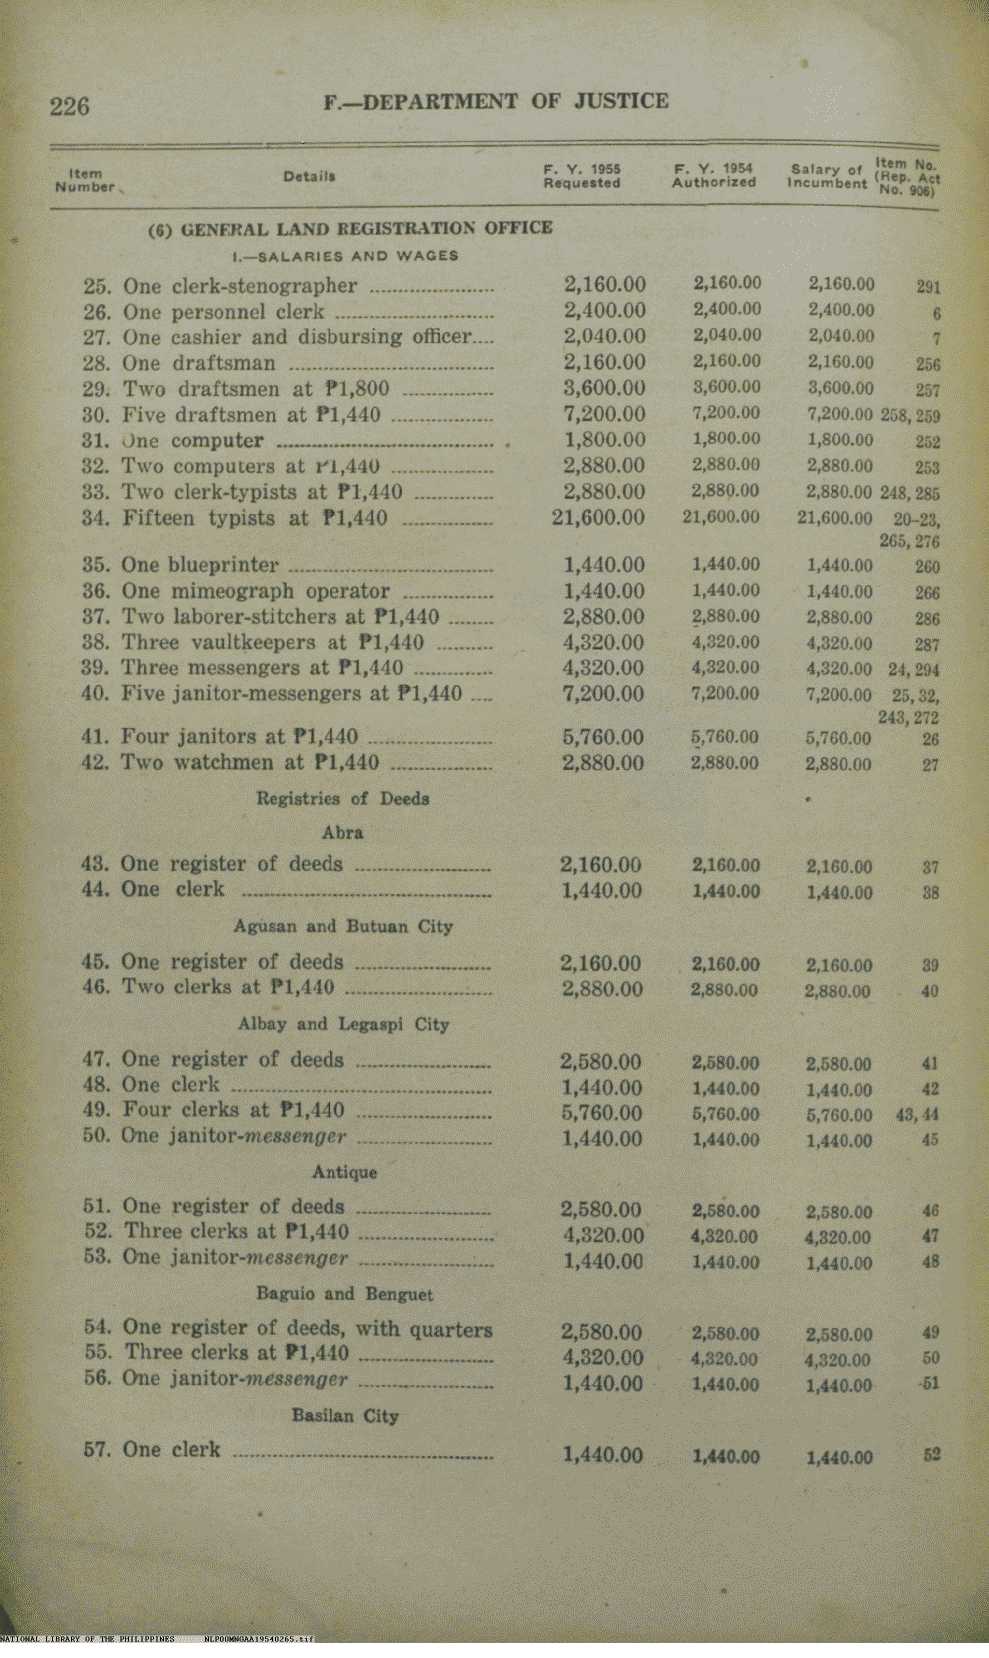 226
F.—DEPARTMENT OF JUSTICE
Item Number Details F. Y. 1955 Requested F. Y. 1954 Authorized Salary of Incumbent Item No. (Rep. Act No. 906)
(6) GENERAL LAND REGISTRATION OFFICE
I.—SALARIES AND WAGES
25. One clerk-stenographer 2,160.00 2,160.00 2,160.00 291
26. One personnel clerk 2,400.00 2,400.00 2,400.00 6
27. One cashier and disbursing officer.... 2,040.00 2,040.00 2,040.00 7
28. One draftsman 2,160.00 2,160.00 2,160.00 256
29. Two draftsmen at ₱1,800 3,600.00 3,600.00 3,600.00 257
30. Five draftsmen at ₱1,440 7,200.00 7,200.00 7,200.00 258, 259
31. One computer 1,800.00 1,800.00 1,800.00 252
32. Two computers at ₱1,440 2,880.00 2,880.00 2,880.00 253
33. Two clerk-typists at ₱1,440 2,880.00 2,880.00 2,880.00 248, 285
34. Fifteen typists at ₱1,440 21,600.00 21,600.00 21,600.00 20–23,
265, 276
35. One blueprinter 1,440.00 1,440.00 1,440.00 260
36. One mimeograph operator 1,440.00 1,440.00 1,440.00 266
37. Two laborer-stitchers at ₱1,440 2,880.00 2,880.00 2,880.00 286
38. Three vaultkeepers at ₱1,440 4,320.00 4,320.00 4,320.00 287
39. Three messengers at ₱1,440 4,320.00 4,320.00 4,320.00 24, 294
40. Five janitor-messengers at ₱1,440 .... 7,200.00 7,200.00 7,200.00 25, 32,
243, 272
41. Four janitors at ₱1,440 5,760.00 5,760.00 5,760.00 26
42. Two watchmen at ₱1,440 2,880.00 2,880.00 2,880.00 27
Registries of Deeds
Abra
43. One register of deeds 2,160.00 2,160.00 2,160.00 37
44. One clerk 1,440.00 1,440.00 1,440.00 38
Agusan and Butuan City
45. One register of deeds 2,160.00 2,160.00 2,160.00 39
46. Two clerks at ₱1,440 2,880.00 2,880.00 2,880.00 40
Albay and Legaspi City
47. One register of deeds 2,580.00 2,580.00 2,580.00 41
48. One clerk 1,440.00 1,440.00 1,440.00 42
49. Four clerks at ₱1,440 5,760.00 5,760.00 5,760.00 43, 44
50. One janitor-messenger 1,440.00 1,440.00 1,440.00 45
Antique
51. One register of deeds 2,580.00 2,580.00 2,580.00 46
52. Three clerks at ₱1,440 4,320.00 4,320.00 4,320.00 47
53. One janitor-messenger 1,440.00 1,440.00 1,440.00 48
Baguio and Benguet
54. One register of deeds, with quarters 2,580.00 2,580.00 2,580.00 49
55. Three clerks at ₱1,440 4,320.00 4,320.00 4,320.00 50
56. One janitor-messenger 1,440.00 1,440.00 1,440.00 51
Basilan City
57. One clerk 1,440.00 1,440.00 1,440.00 52
NATIONAL LIBRARY OF THE PHILIPPINES NLPOOMNGAA19540265.tif